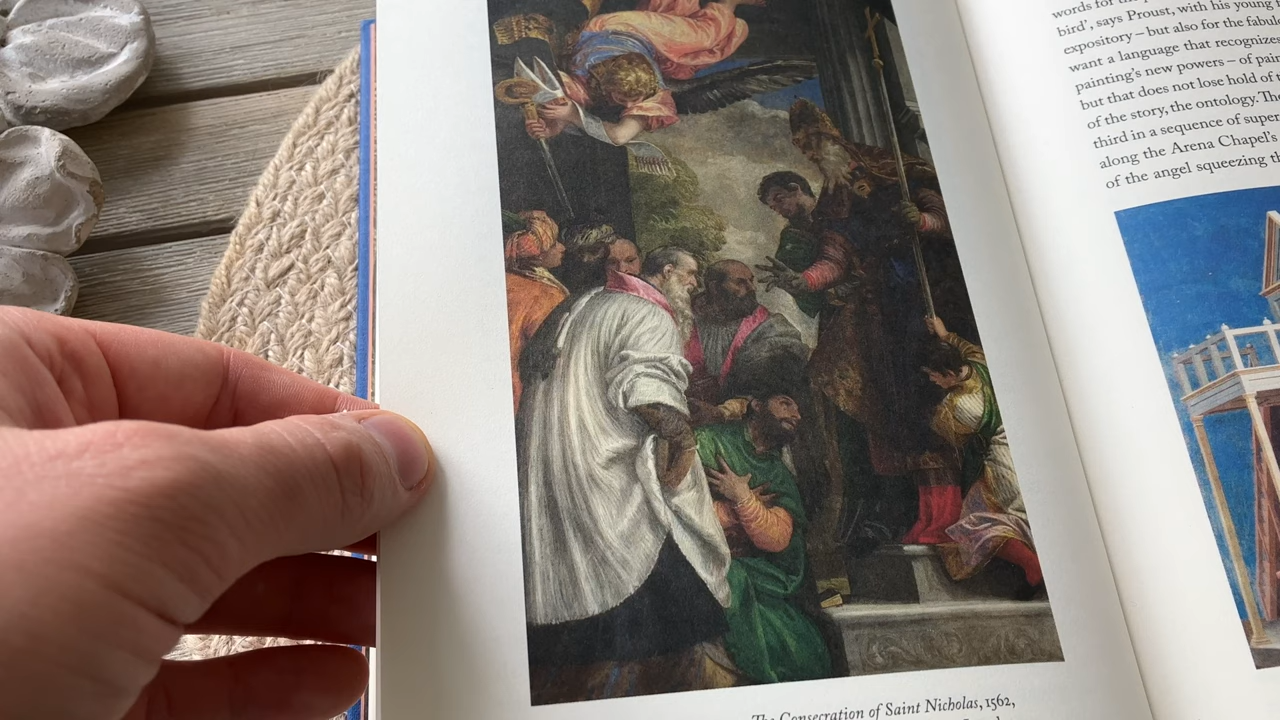 The Consecration of Saint Nicholas, 1562,
words for the
bird', says Proust, with his young
expository – but also for the fabul
want a language that recognizes
painting's new powers – of pain
but that does not lose hold of
of the story, the ontology. Th
third in a sequence of super
along the Arena Chapel's
of the angel squeezing